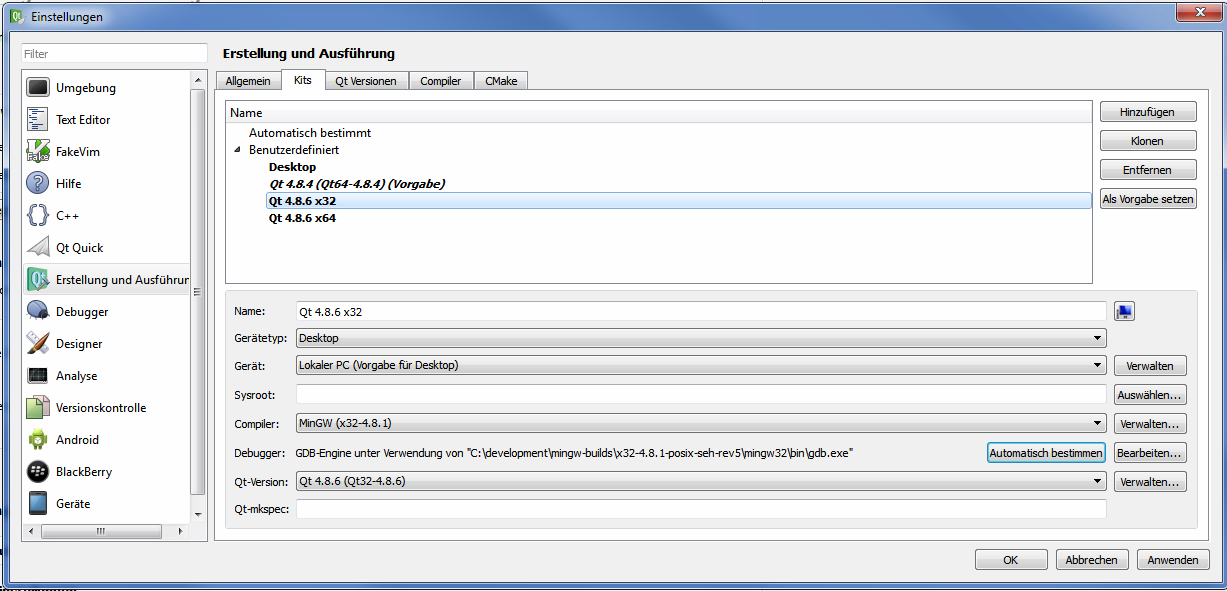 Einstellungen
Filter
Umgebung
Text Editor
FakeVim
Hilfe
C++
Qt Quick
Erstellung und Ausführur
Debugger
Designer
Analyse
Versionskontrolle
Android
BlackBerry
Geräte
Erstellung und Ausführung
Allgemein
Kits
Qt Versionen
Compiler
CMake
Name
Automatisch bestimmt
Benutzerdefiniert
Desktop
Qt 4.8.4 (Qt64-4.8.4) (Vorgabe)
Qt 4.8.6 x32
Qt 4.8.6 x64
Hinzufügen
Klonen
Entfernen
Als Vorgabe setzen
Name: Qt 4.8.6 x32
Gerätetyp: Desktop
Gerät: Lokaler PC (Vorgabe für Desktop) Verwalten
Sysroot: Auswählen...
Compiler: MinGW (x32-4.8.1) Verwalten...
Debugger: GDB-Engine unter Verwendung von "C:\development\mingw-builds\x32-4.8.1-posix-seh-rev5\mingw32\bin\gdb.exe" Automatisch bestimmen Bearbeiten...
Qt-Version: Qt 4.8.6 (Qt32-4.8.6) Verwalten...
Qt-mkspec:
OK
Abbrechen
Anwenden